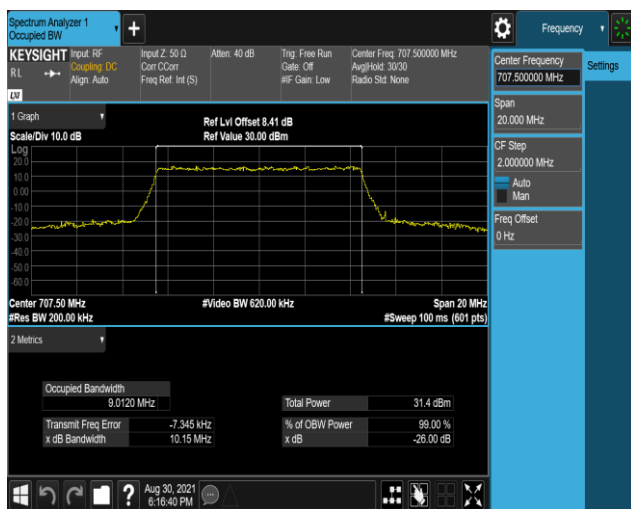 Spectrum Analyzer 1
Occupied BW
Frequency
KEYSIGHT
Input: RF
Coupling: DC
Align: Auto
Input Z: 50 Ω
Corr CCorr
Freq Ref: Int (S)
Atten: 40 dB
Trig: Free Run
Gate: Off
#IF Gain: Low
Center Freq: 707.500000 MHz
Avg|Hold: 30/30
Radio Std: None
RL
LXI
Center Frequency
707.500000 MHz
Settings
Span
20.000 MHz
CF Step
2.000000 MHz
Auto
Man
Freq Offset
0 Hz
1 Graph
Scale/Div 10.0 dB
Ref Lvl Offset 8.41 dB
Ref Value 30.00 dBm
Log
20.0
10.0
0.00
-10.0
-20.0
-30.0
-40.0
-50.0
-60.0
Center 707.50 MHz
#Video BW 620.00 kHz
Span 20 MHz
#Res BW 200.00 kHz
#Sweep 100 ms (601 pts)
2 Metrics
Occupied Bandwidth
9.0120 MHz
Total Power
31.4 dBm
Transmit Freq Error
-7.345 kHz
% of OBW Power
99.00 %
x dB Bandwidth
10.15 MHz
x dB
-26.00 dB
?
Aug 30, 2021
6:16:40 PM